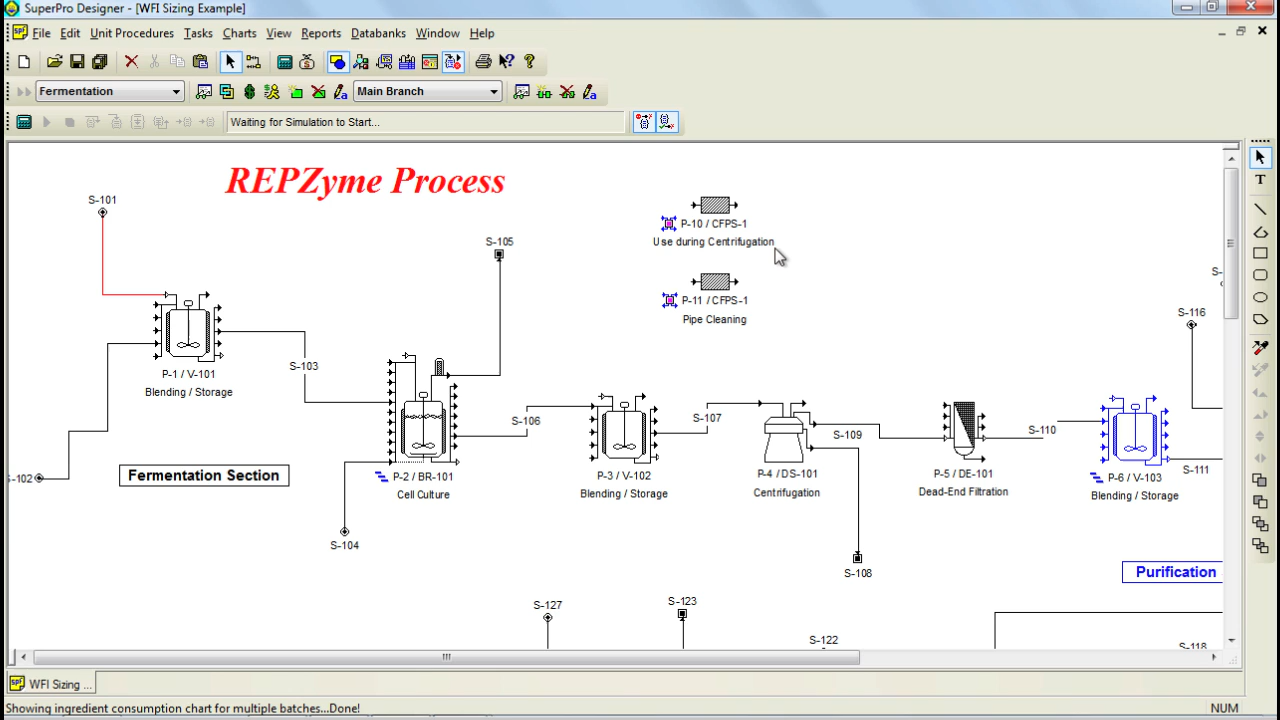 SuperPro Designer - [WFI Sizing Example]
File Edit Unit Procedures Tasks Charts View Reports Databanks Window Help
Fermentation Main Branch
Waiting for Simulation to Start...
REPZyme Process
S-101
P-10 / CFPS-1
Use during Centrifugation
S-105
P-11 / CFPS-1
Pipe Cleaning
S-116
S-103
P-1 / V-101
Blending / Storage
S-106
S-107
S-109
S-110
S-111
S-102
Fermentation Section
P-2 / BR-101
Cell Culture
P-3 / V-102
Blending / Storage
P-4 / DS-101
Centrifugation
P-5 / DE-101
Dead-End Filtration
P-6 / V-103
Blending / Storage
S-104
S-108
Purification
S-127
S-123
S-122
S-118
WFI Sizing ...
Showing ingredient consumption chart for multiple batches...Done!
NUM